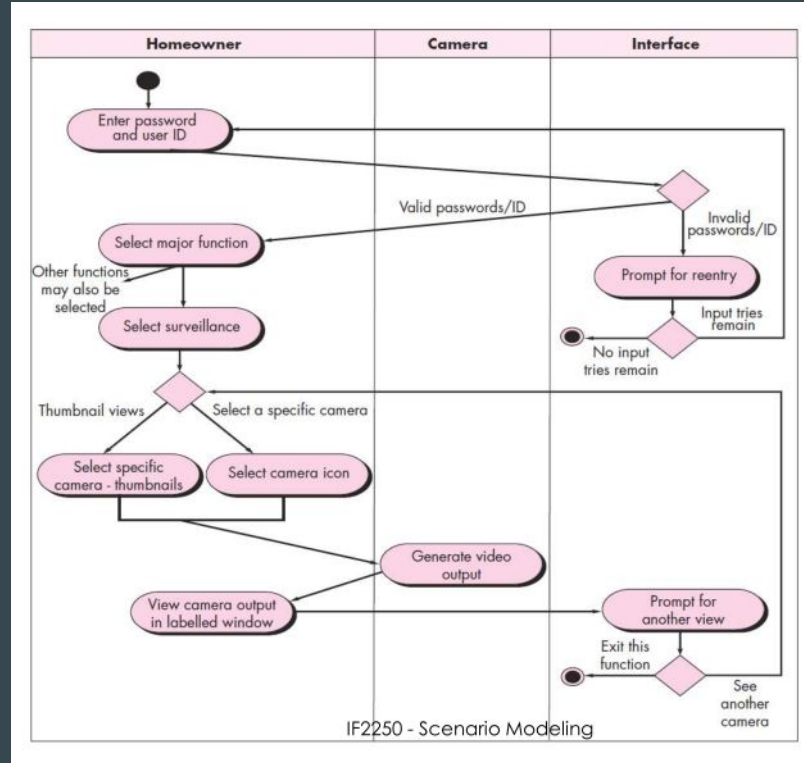 Homeowner
Camera
Interface
Enter password
and user ID
Valid passwords/ID
Invalid
passwords/ID
Select major function
Prompt for reentry
Other functions
may also be
selected
Input tries
remain
Select surveillance
No input
tries remain
Thumbnail views
Select a specific camera
Select specific
camera - thumbnails
Select camera icon
Generate video
output
View camera output
in labelled window
Prompt for
another view
Exit this
function
See
another
camera
IF2250 - Scenario Modeling